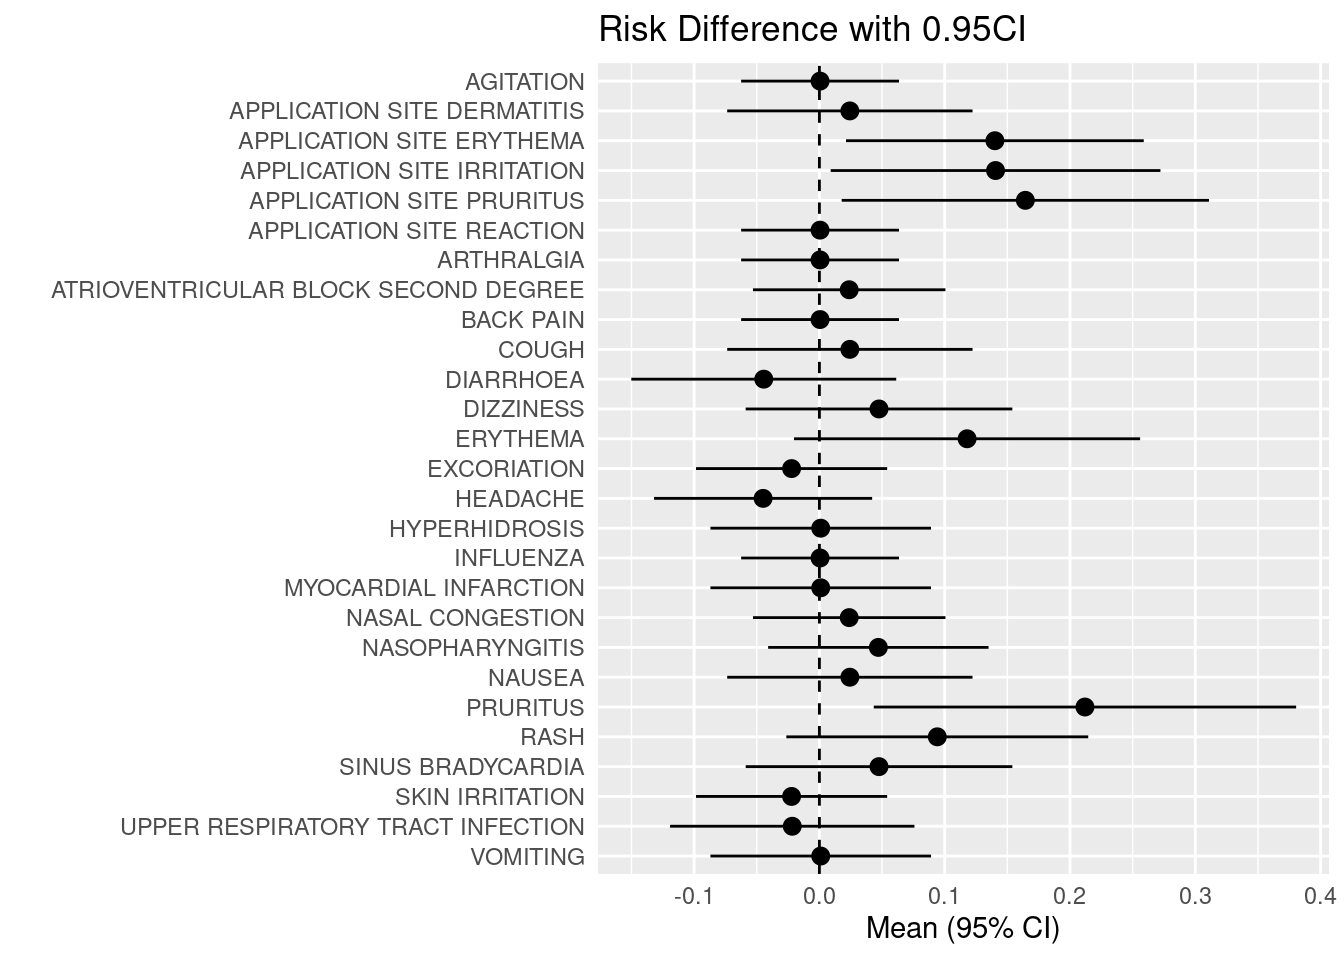 Risk Difference with 0.95CI
AGITATION
APPLICATION SITE DERMATITIS
APPLICATION SITE ERYTHEMA
APPLICATION SITE IRRITATION
APPLICATION SITE PRURITUS
APPLICATION SITE REACTION
ARTHRALGIA
ATRIOVENTRICULAR BLOCK SECOND DEGREE
BACK PAIN
COUGH
DIARRHOEA
DIZZINESS
ERYTHEMA
EXCORIATION
HEADACHE
HYPERHIDROSIS
INFLUENZA
MYOCARDIAL INFARCTION
NASAL CONGESTION
NASOPHARYNGITIS
NAUSEA
PRURITUS
RASH
SINUS BRADYCARDIA
SKIN IRRITATION
UPPER RESPIRATORY TRACT INFECTION
VOMITING
-0.1 0.0 0.1 0.2 0.3 0.4
Mean (95% CI)